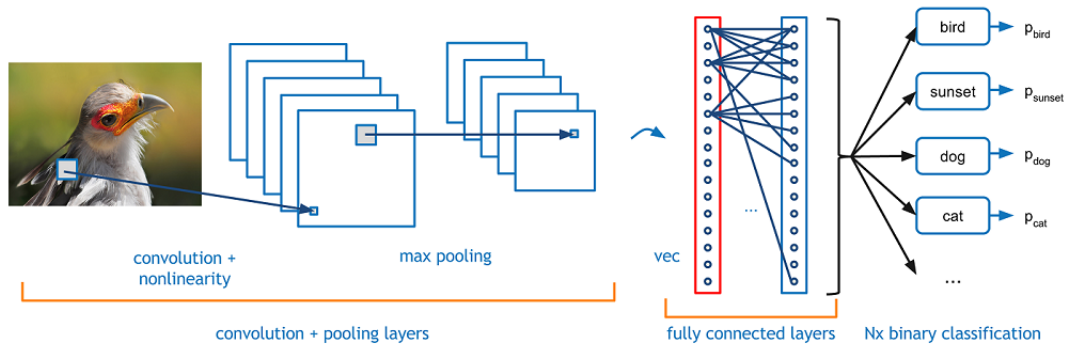 bird
p_bird
sunset
p_sunset
dog
p_dog
cat
p_cat
...
...
convolution +
nonlinearity
max pooling
vec
convolution + pooling layers
fully connected layers
Nx binary classification